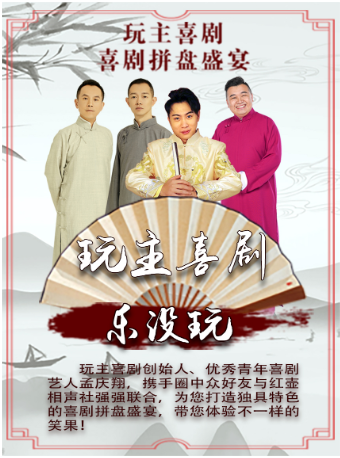 玩主喜剧
喜剧拼盘盛宴
玩主喜剧
乐没玩
玩主喜剧创始人、优秀青年喜剧
艺人孟庆翔，携手圈中众好友与红壶
相声社强强联合，为您打造独具特色
的喜剧拼盘盛宴，带您体验不一样的
笑果！